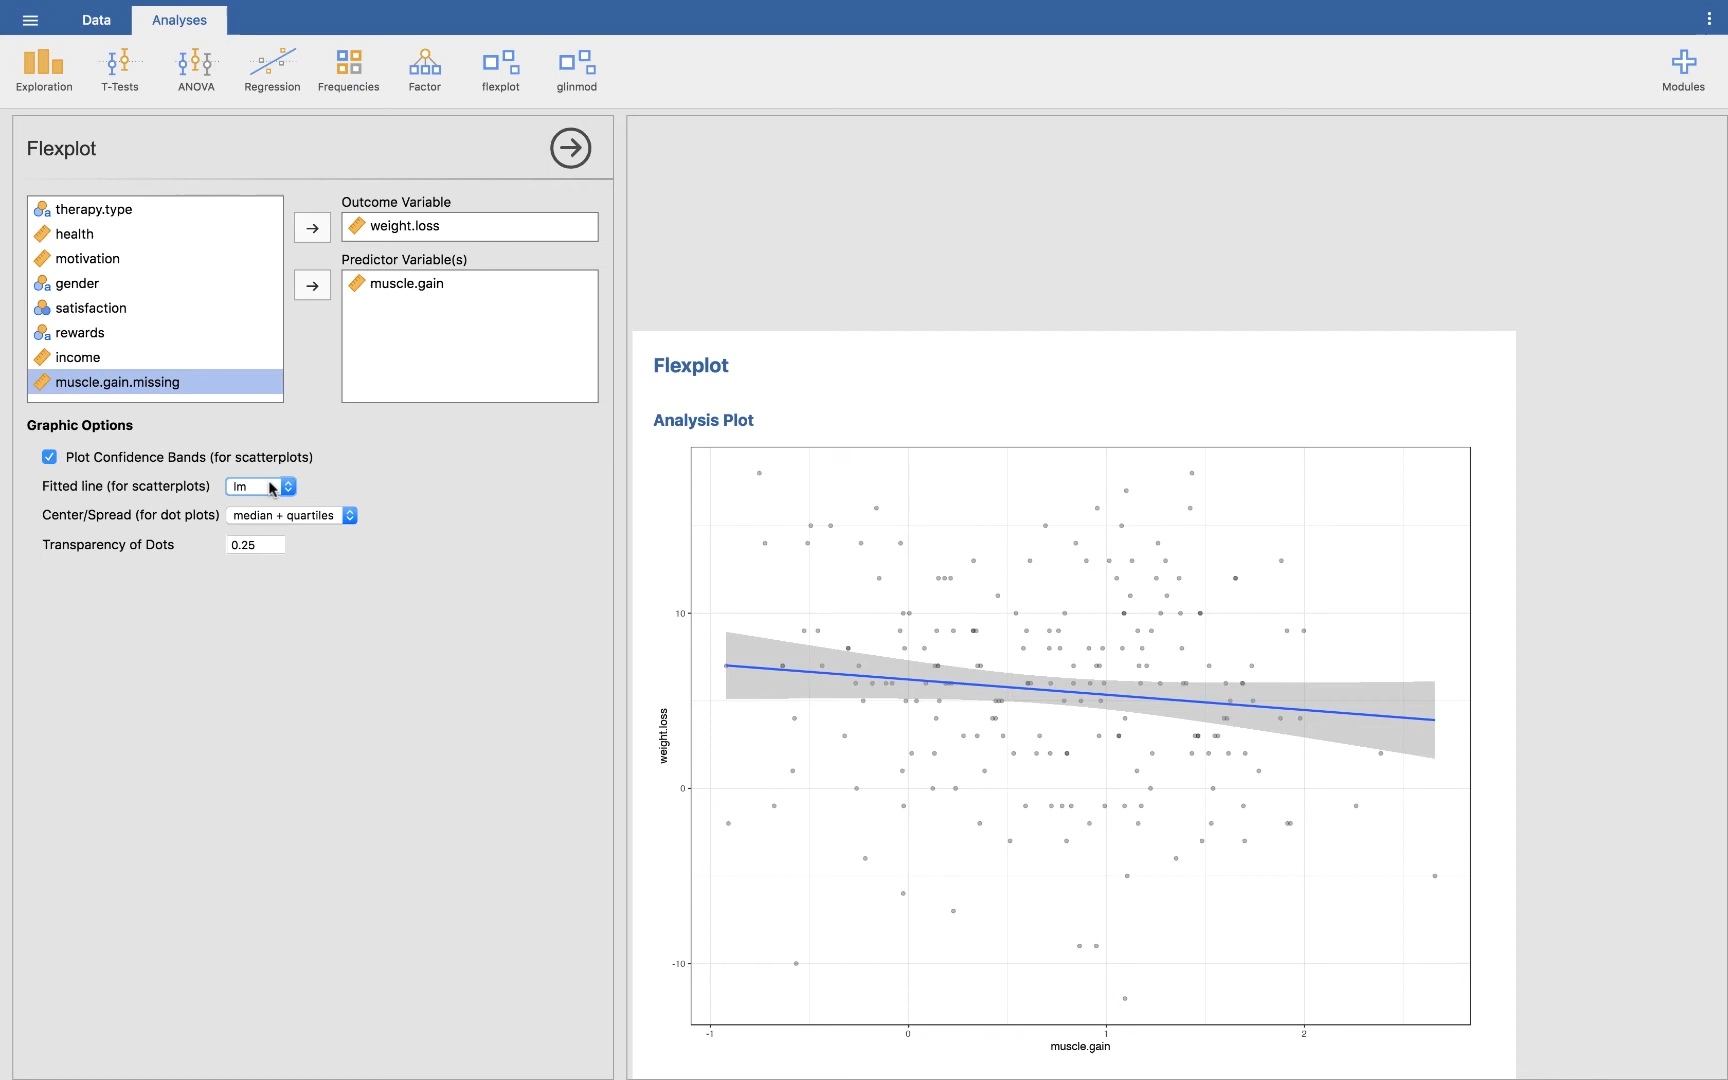 Data
Analyses
Exploration
T-Tests
ANOVA
Regression
Frequencies
Factor
flexplot
glinmod
Modules
Flexplot
therapy.type
health
motivation
gender
satisfaction
rewards
income
muscle.gain.missing
Outcome Variable
weight.loss
Predictor Variable(s)
muscle.gain
Graphic Options
Plot Confidence Bands (for scatterplots)
Fitted line (for scatterplots) lm
Center/Spread (for dot plots) median + quartiles
Transparency of Dots 0.25
Flexplot
Analysis Plot
10
0
-10
weight.loss
-1 0 1 2
muscle.gain